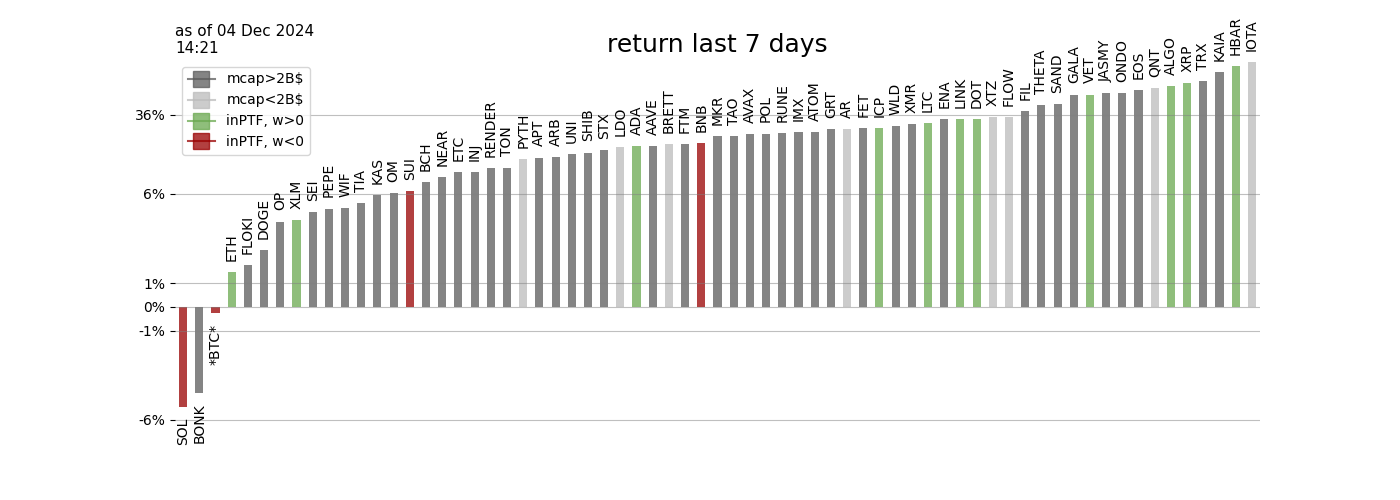 as of 04 Dec 2024
14:21
return last 7 days
mcap>2B$
mcap<2B$
inPTF, w>0
inPTF, w<0
36%
6%
1%
0%
-1%
-6%
SOL
BONK
*BTC*
ETH
FLOKI
DOGE
OP
XLM
SEI
PEPE
WIF
TIA
KAS
OM
SUI
BCH
NEAR
ETC
INJ
RENDER
TON
PYTH
APT
ARB
UNI
SHIB
STX
LDO
ADA
AAVE
BRETT
FTM
BNB
MKR
TAO
AVAX
POL
RUNE
IMX
ATOM
GRT
AR
FET
ICP
WLD
XMR
LTC
ENA
LINK
DOT
XTZ
FLOW
FIL
THETA
SAND
GALA
VET
JASMY
ONDO
EOS
QNT
ALGO
XRP
TRX
KAIA
HBAR
IOTA